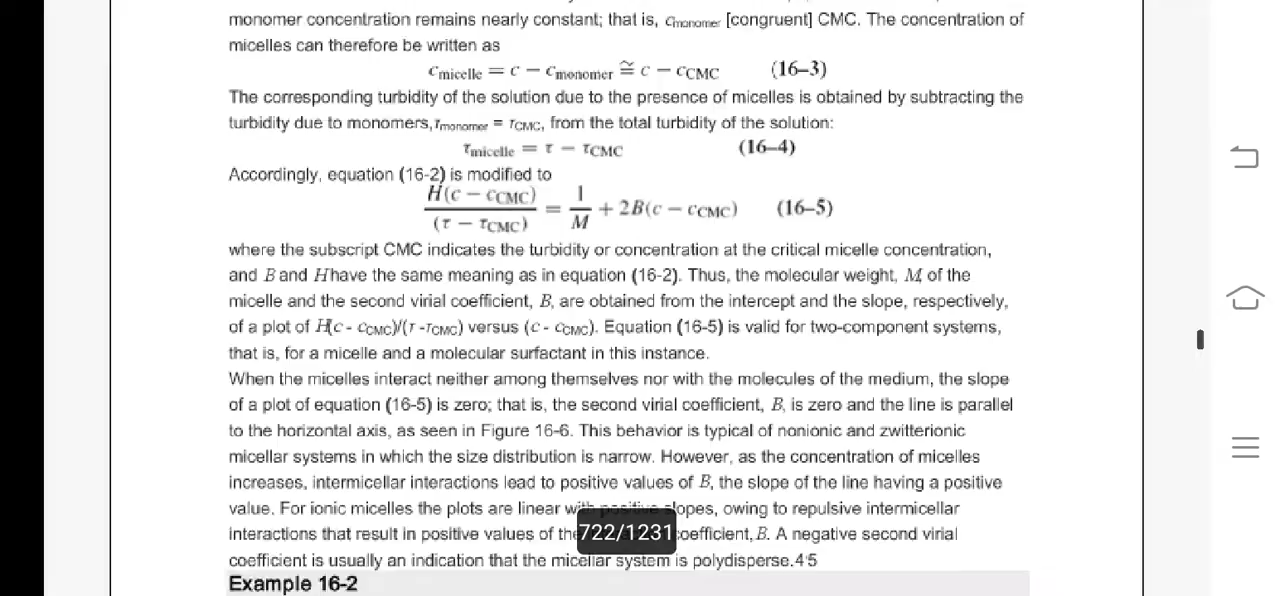 monomer concentration remains nearly constant; that is, cmonomer [congruent] CMC. The concentration of
micelles can therefore be written as
cmicelle = c − cmonomer ≅ c − cCMC (16–3)
The corresponding turbidity of the solution due to the presence of micelles is obtained by subtracting the
turbidity due to monomers,τmonomer = τCMC, from the total turbidity of the solution:
τmicelle = τ − τCMC (16–4)
Accordingly, equation (16-2) is modified to
H(c − cCMC)/(τ − τCMC) = 1/M + 2B(c − cCMC) (16–5)
where the subscript CMC indicates the turbidity or concentration at the critical micelle concentration,
and B and H have the same meaning as in equation (16-2). Thus, the molecular weight, M, of the
micelle and the second virial coefficient, B, are obtained from the intercept and the slope, respectively,
of a plot of H(c - cCMC)/(τ -τCMC) versus (c - cCMC). Equation (16-5) is valid for two-component systems,
that is, for a micelle and a molecular surfactant in this instance.
When the micelles interact neither among themselves nor with the molecules of the medium, the slope
of a plot of equation (16-5) is zero; that is, the second virial coefficient, B, is zero and the line is parallel
to the horizontal axis, as seen in Figure 16-6. This behavior is typical of nonionic and zwitterionic
micellar systems in which the size distribution is narrow. However, as the concentration of micelles
increases, intermicellar interactions lead to positive values of B, the slope of the line having a positive
value. For ionic micelles the plots are linear with positive slopes, owing to repulsive intermicellar
interactions that result in positive values of the coefficient, B. A negative second virial
722/1231
coefficient is usually an indication that the micellar system is polydisperse.4'5
Example 16-2